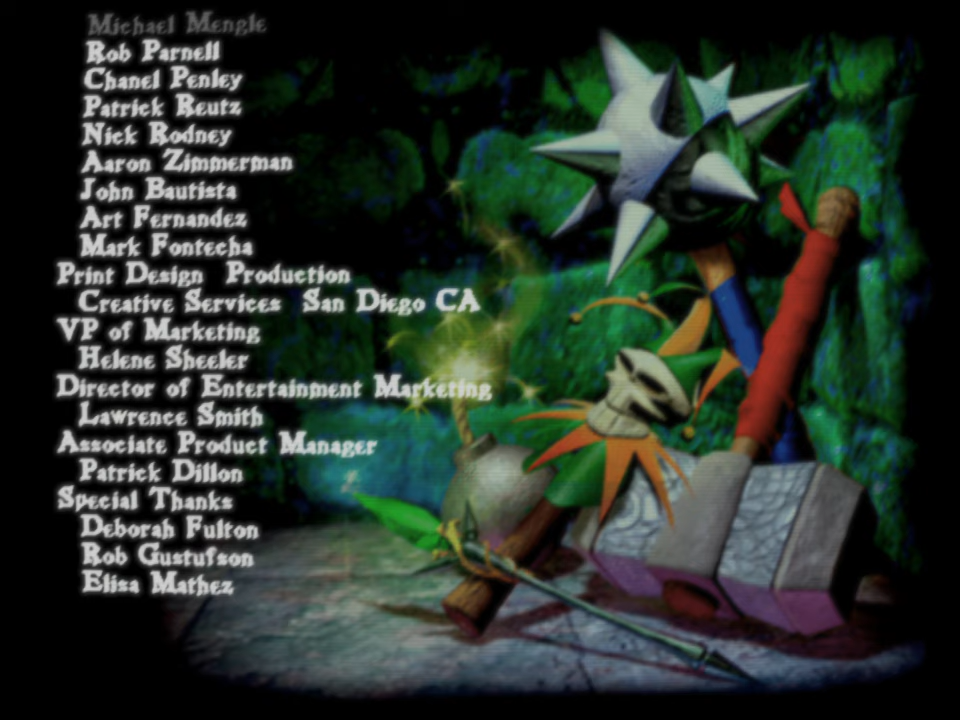 Michael Mengle
Rob Parnell
Chanel Penley
Patrick Reutz
Nick Rodney
Aaron Zimmerman
John Bautista
Art Fernandez
Mark Fontecha
Print Design Production
Creative Services San Diego CA
VP of Marketing
Helene Sheeler
Director of Entertainment Marketing
Lawrence Smith
Associate Product Manager
Patrick Dillon
Special Thanks
Deborah Fulton
Rob Gustufson
Elisa Mathez